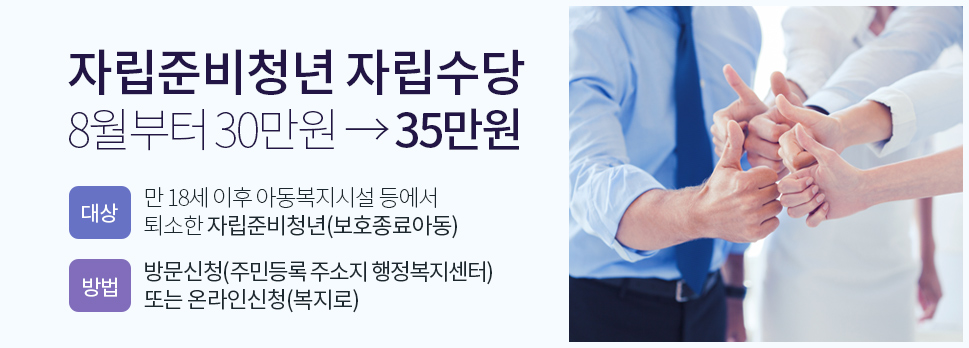 자립준비청년 자립수당
8월부터 30만원 → 35만원
대상
만 18세 이후 아동복지시설 등에서
퇴소한 자립준비청년(보호종료아동)
방법
방문신청(주민등록 주소지 행정복지센터)
또는 온라인신청(복지로)